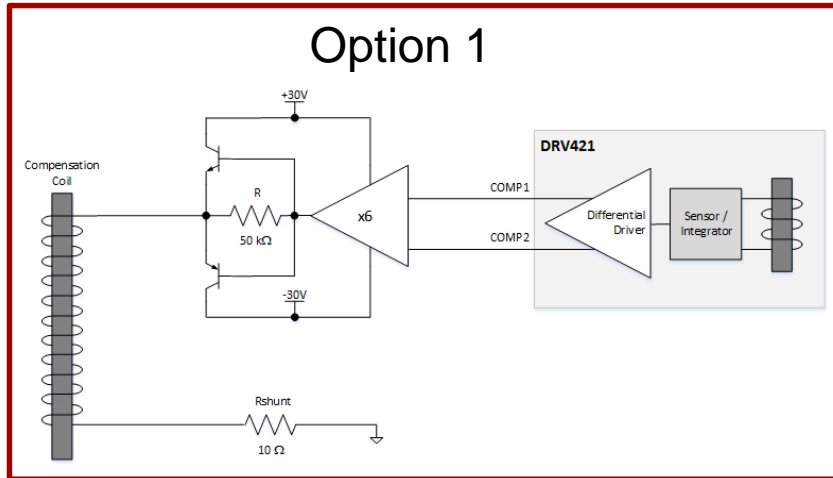 Option 1
+30V
DRV421
Compensation
Coil
R
50 kΩ
x6
COMP1
COMP2
Differential
Driver
Sensor /
Integrator
-30V
Rshunt
10 Ω